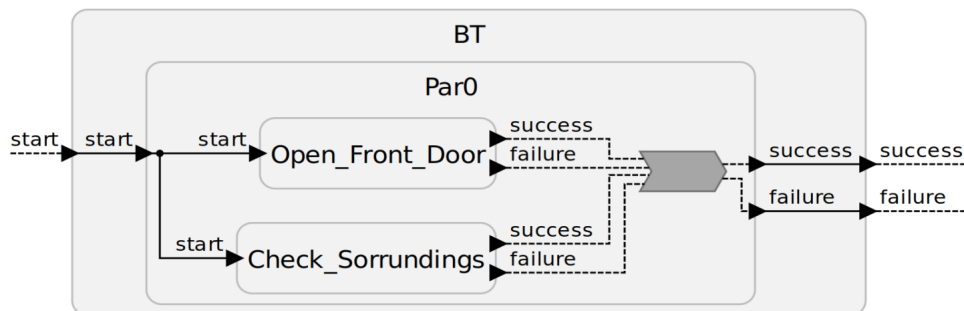 BT
Par0
start
start
start
Open_Front_Door
success
failure
success
failure
success
failure
start
Check_Sorrundings
success
failure